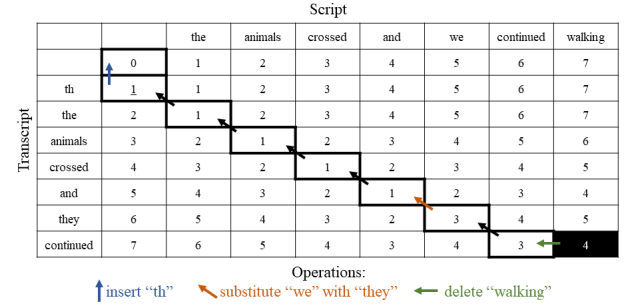 Script
the animals crossed and we continued walking
0 1 2 3 4 5 6 7
th 1 1 2 3 4 5 6 7
the 2 1 2 3 4 5 6 7
animals 3 2 1 2 3 4 5 6
crossed 4 3 2 1 2 3 4 5
and 5 4 3 2 1 2 3 4
they 6 5 4 3 2 3 4 5
continued 7 6 5 4 3 4 3 4
Transcript
Operations:
insert “th” substitute “we” with “they” delete “walking”